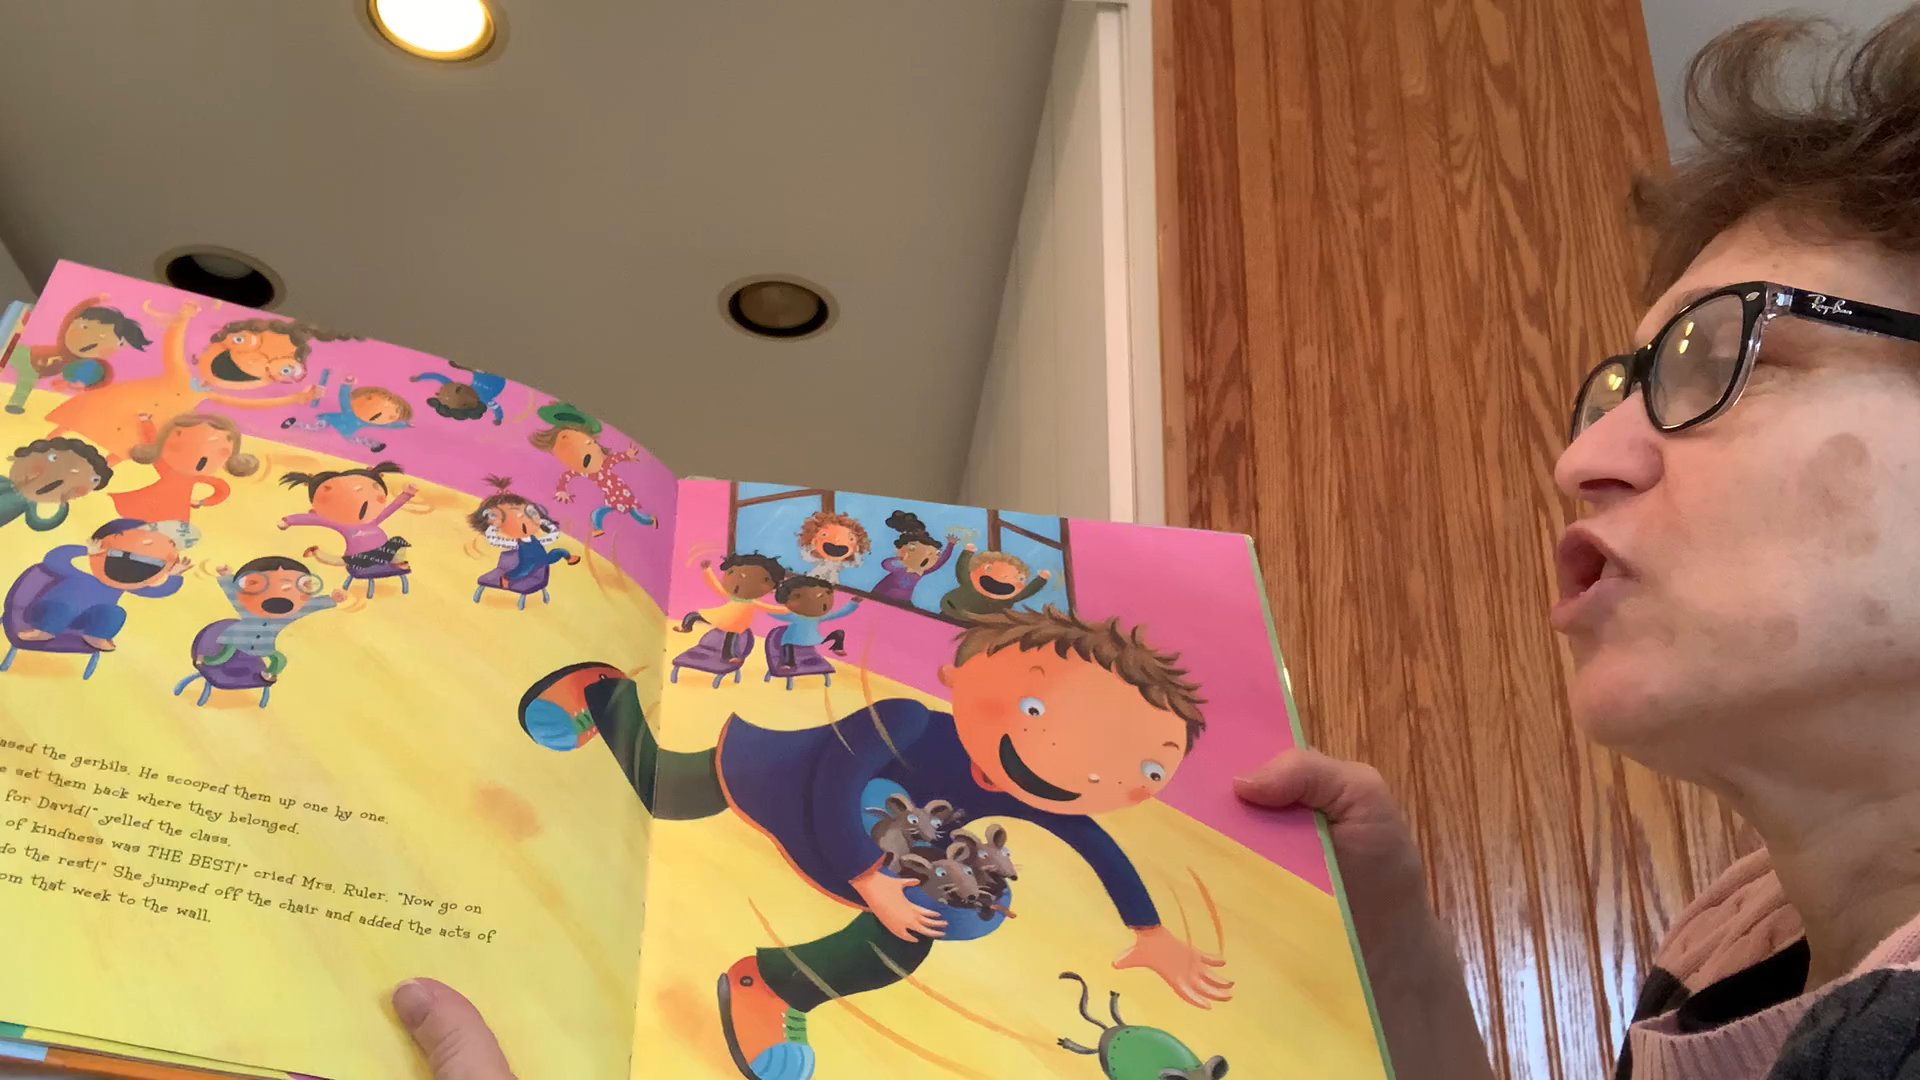 the gerbils. He scooped them up one by one.
set them back where they belonged.
for David!" yelled the class.
of kindness was THE BEST!" cried Mrs. Ruler. "Now go on
do the rest!" She jumped off the chair and added the acts of
that week to the wall.
Ray-Ban